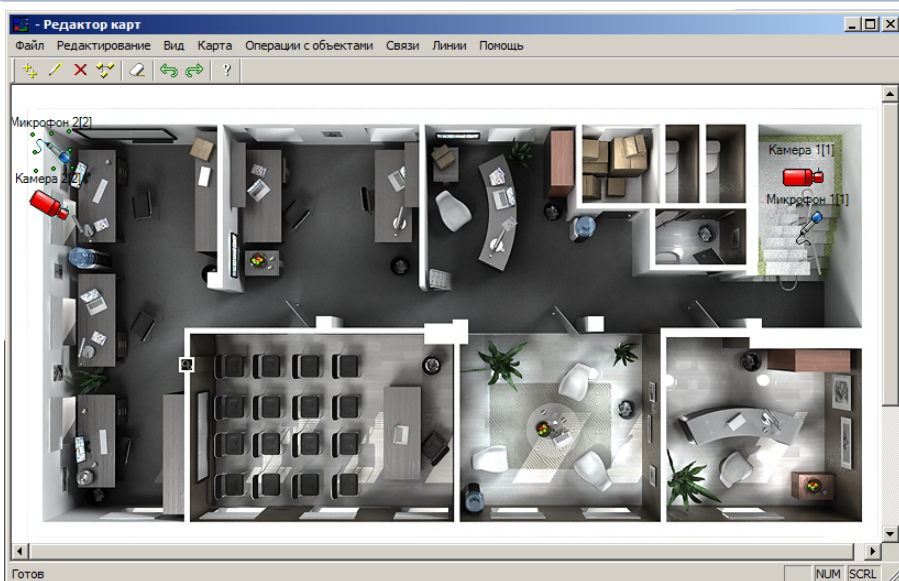 - Редактор карт
Файл Редактирование Вид Карта Операции с объектами Связи Линии Помощь
Микрофон 2[2]
Камера 2[2]
Камера 1[1]
Микрофон 1[1]
Готов
NUM SCRL